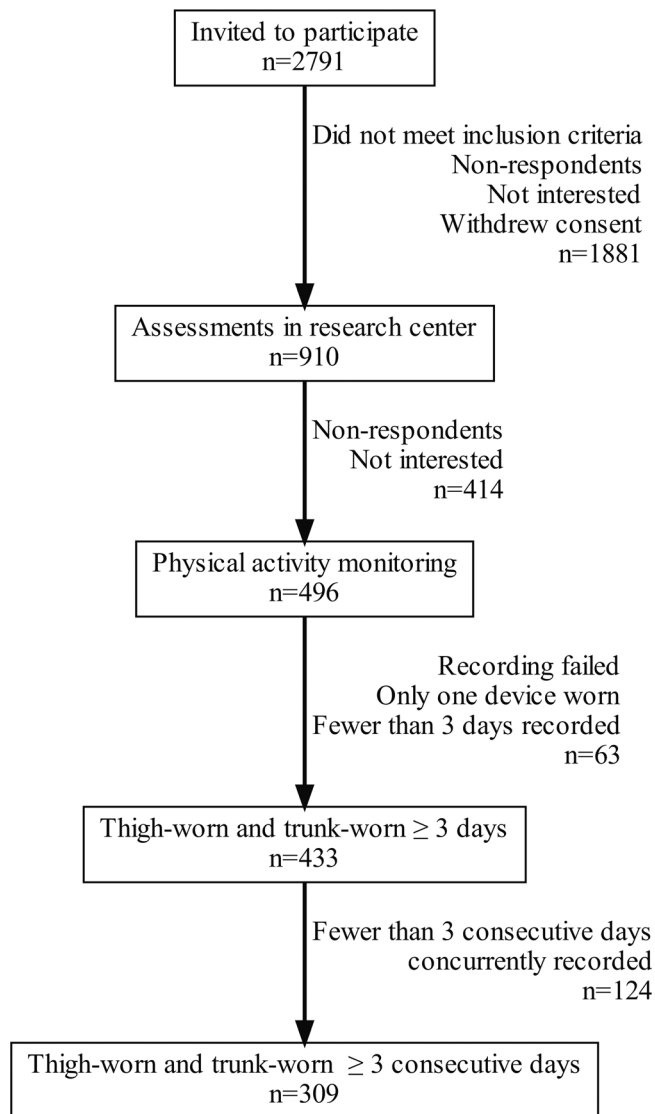 Invited to participate
n=2791
Did not meet inclusion criteria
Non-respondents
Not interested
Withdrew consent
n=1881
Assessments in research center
n=910
Non-respondents
Not interested
n=414
Physical activity monitoring
n=496
Recording failed
Only one device worn
Fewer than 3 days recorded
n=63
Thigh-worn and trunk-worn ≥ 3 days
n=433
Fewer than 3 consecutive days
concurrently recorded
n=124
Thigh-worn and trunk-worn ≥ 3 consecutive days
n=309